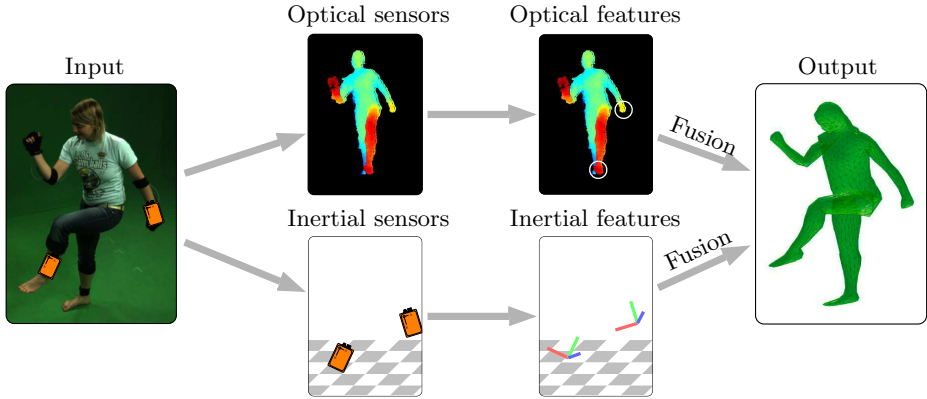 Input
Optical sensors
Optical features
Output
Fusion
Inertial sensors
Inertial features
Fusion